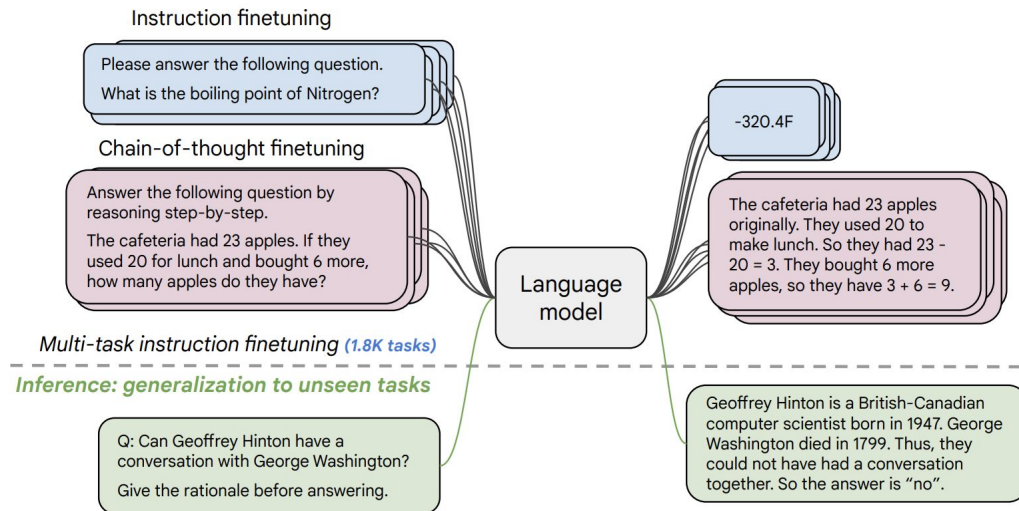 Instruction finetuning
Please answer the following question.
What is the boiling point of Nitrogen?
-320.4F
Chain-of-thought finetuning
Answer the following question by
reasoning step-by-step.
The cafeteria had 23 apples. If they
used 20 for lunch and bought 6 more,
how many apples do they have?
Language
model
The cafeteria had 23 apples
originally. They used 20 to
make lunch. So they had 23 -
20 = 3. They bought 6 more
apples, so they have 3 + 6 = 9.
Multi-task instruction finetuning (1.8K tasks)
Inference: generalization to unseen tasks
Q: Can Geoffrey Hinton have a
conversation with George Washington?
Give the rationale before answering.
Geoffrey Hinton is a British-Canadian
computer scientist born in 1947. George
Washington died in 1799. Thus, they
could not have had a conversation
together. So the answer is “no”.